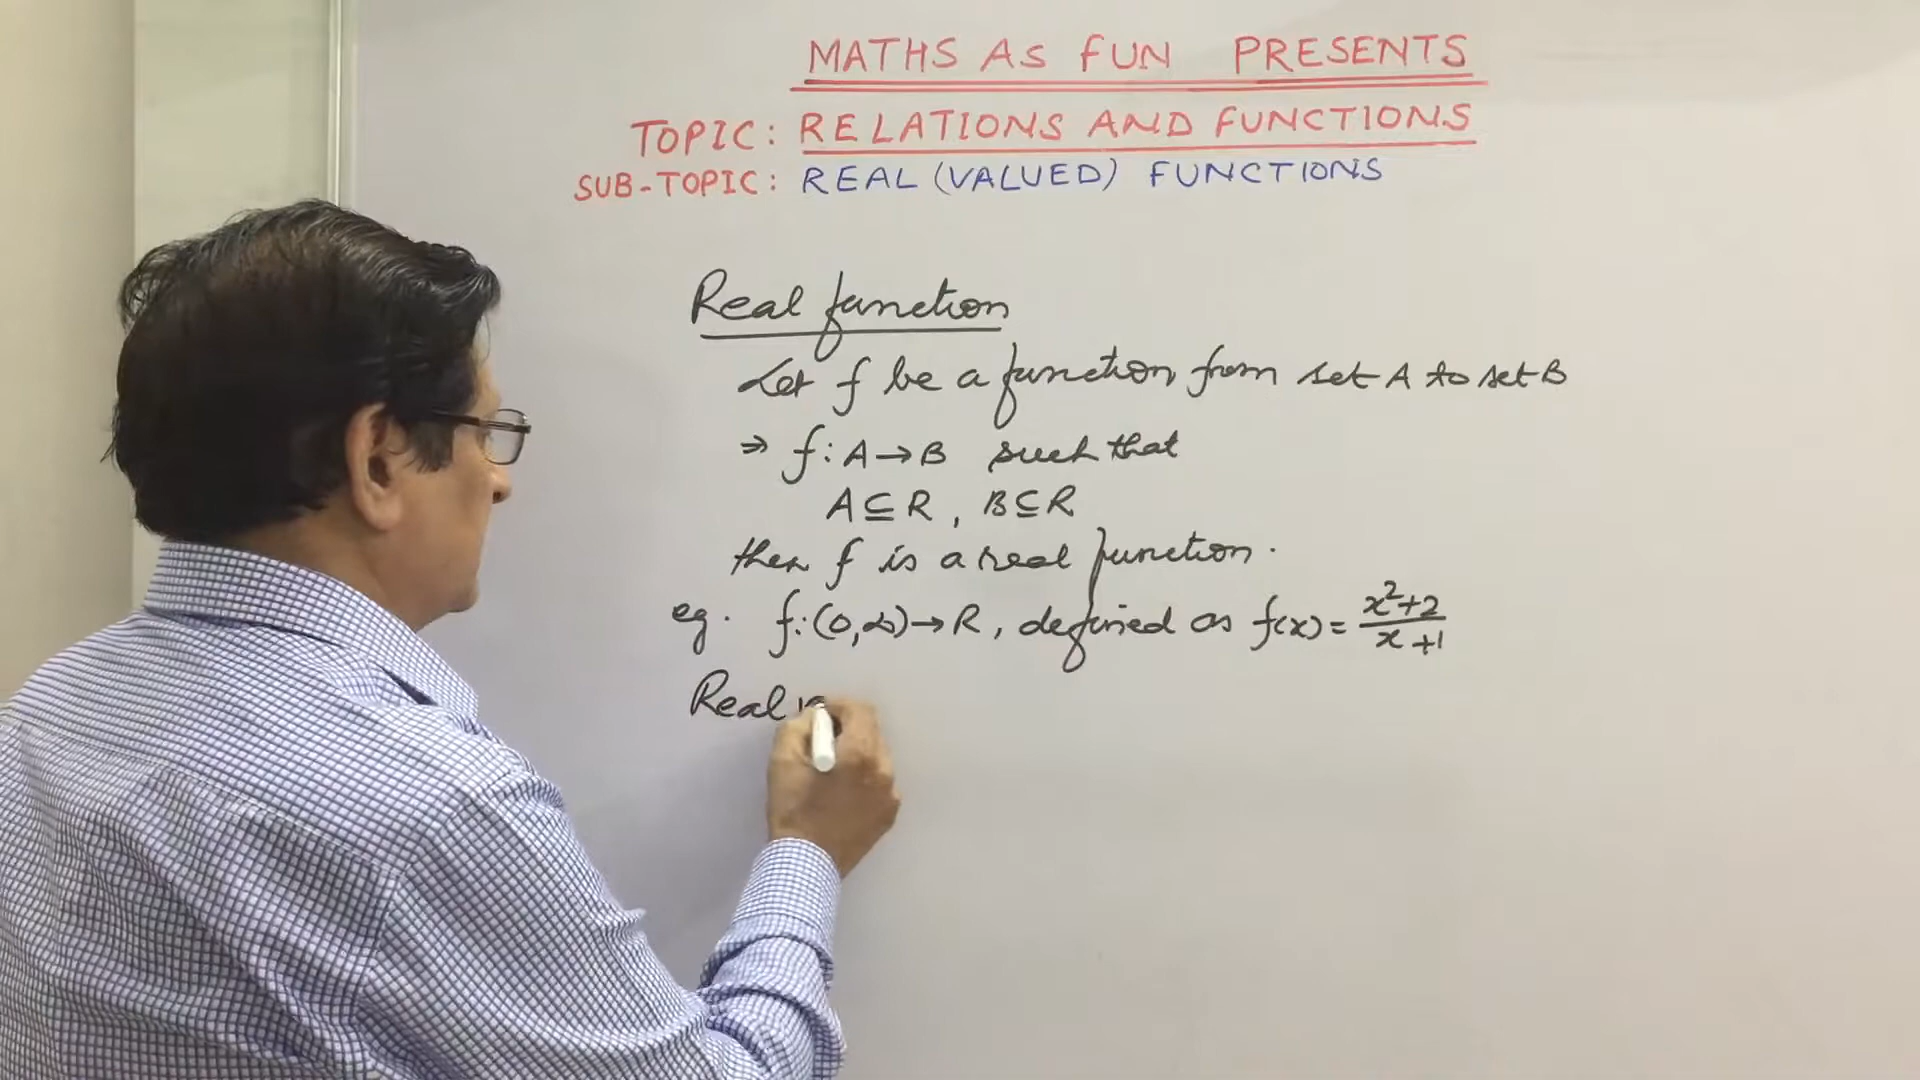 MATHS AS FUN PRESENTS
TOPIC: RELATIONS AND FUNCTIONS
SUB-TOPIC: REAL (VALUED) FUNCTIONS
Real function
Let f be a function from set A to set B
⇒ f: A→B such that
A⊆R, B⊆R
then f is a real function.
eg. f:(0,∞)→R, defined as f(x)= (x²+2)/(x+1)
Real